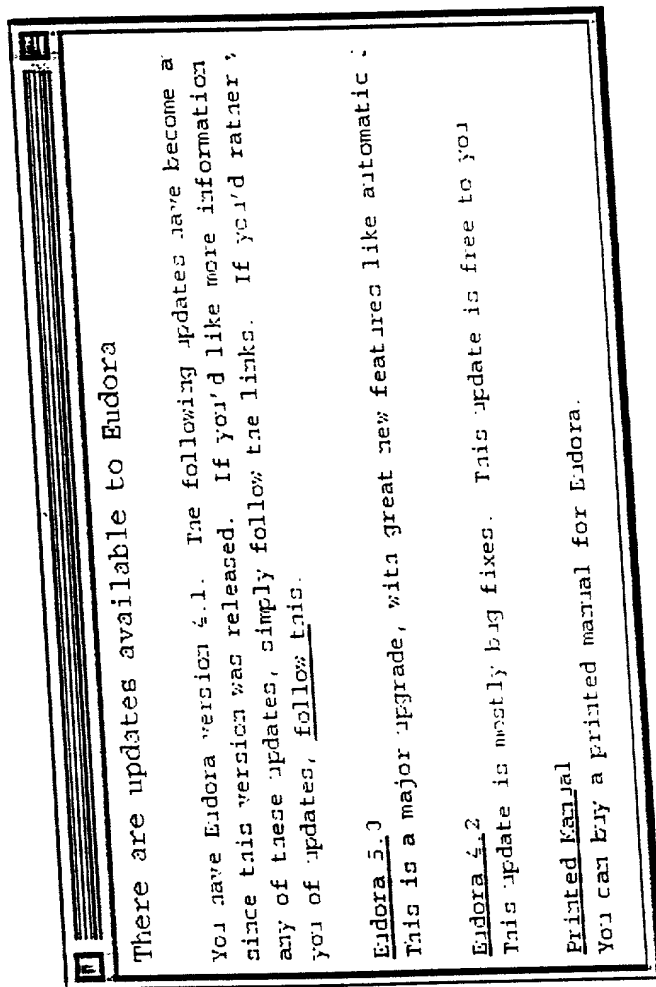 There are updates available to Eudora
You have Eudora version 4.1. The following updates have become a
since this version was released. If you'd like more information
any of these updates, simply follow the links. If you'd rather
you of updates, follow this.
Eudora 5.0
This is a major upgrade, with great new features like automatic
Eudora 4.2
This update is mostly bug fixes. This update is free to you
Printed Manual
You can buy a printed manual for Eudora.